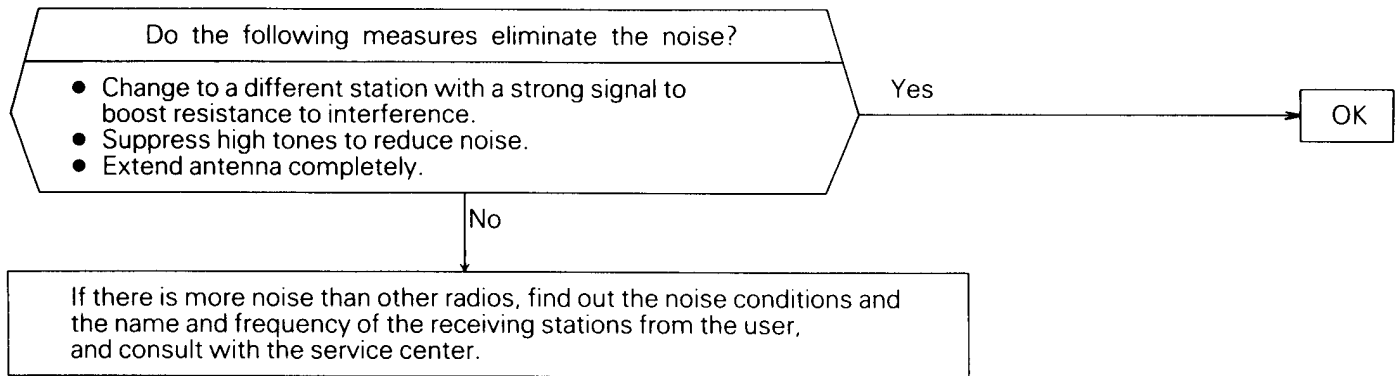 Do the following measures eliminate the noise?
● Change to a different station with a strong signal to
boost resistance to interference.
● Suppress high tones to reduce noise.
● Extend antenna completely.
Yes
OK
No
If there is more noise than other radios, find out the noise conditions and
the name and frequency of the receiving stations from the user,
and consult with the service center.